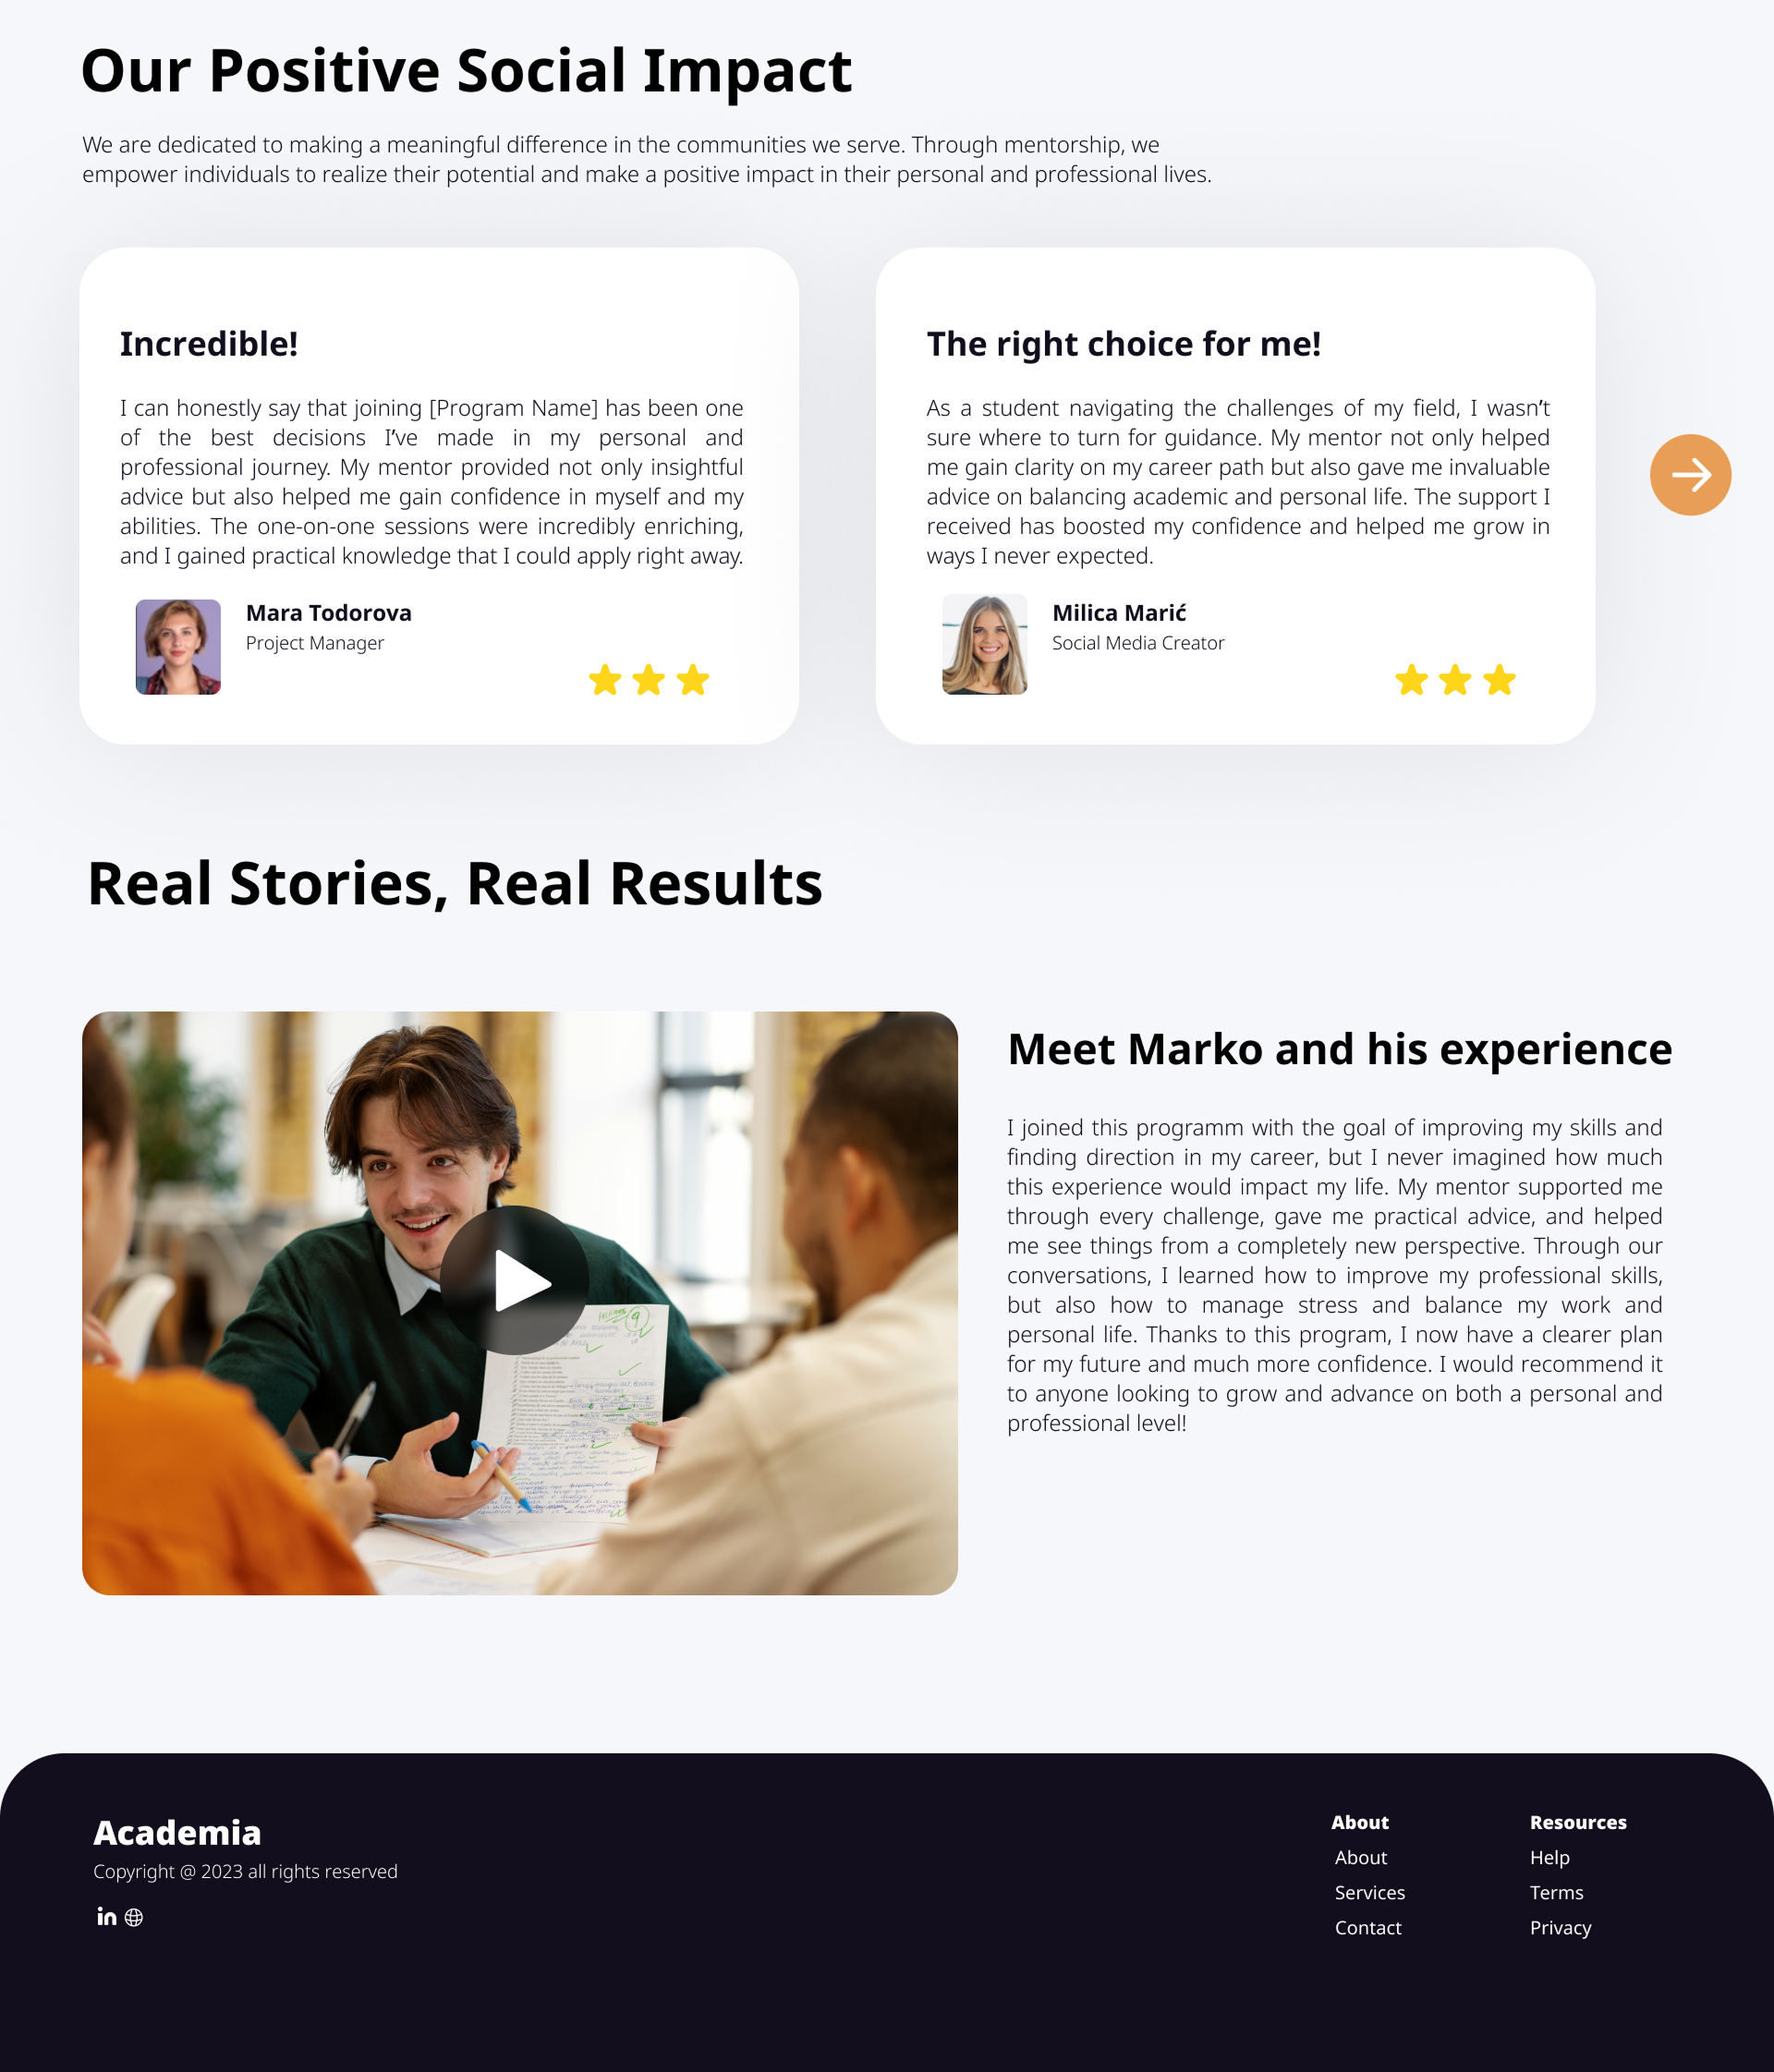 Our Positive Social Impact
We are dedicated to making a meaningful difference in the communities we serve. Through mentorship, we
empower individuals to realize their potential and make a positive impact in their personal and professional lives.
Incredible!
I can honestly say that joining [Program Name] has been one
of the best decisions I've made in my personal and
professional journey. My mentor provided not only insightful
advice but also helped me gain confidence in myself and my
abilities. The one-on-one sessions were incredibly enriching,
and I gained practical knowledge that I could apply right away.
Mara Todorova
Project Manager
The right choice for me!
As a student navigating the challenges of my field, I wasn't
sure where to turn for guidance. My mentor not only helped
me gain clarity on my career path but also gave me invaluable
advice on balancing academic and personal life. The support I
received has boosted my confidence and helped me grow in
ways I never expected.
Milica Marić
Social Media Creator
Real Stories, Real Results
Meet Marko and his experience
I joined this programm with the goal of improving my skills and
finding direction in my career, but I never imagined how much
this experience would impact my life. My mentor supported me
through every challenge, gave me practical advice, and helped
me see things from a completely new perspective. Through our
conversations, I learned how to improve my professional skills,
but also how to manage stress and balance my work and
personal life. Thanks to this program, I now have a clearer plan
for my future and much more confidence. I would recommend it
to anyone looking to grow and advance on both a personal and
professional level!
Academia
Copyright @ 2023 all rights reserved
in
About
About
Services
Contact
Resources
Help
Terms
Privacy